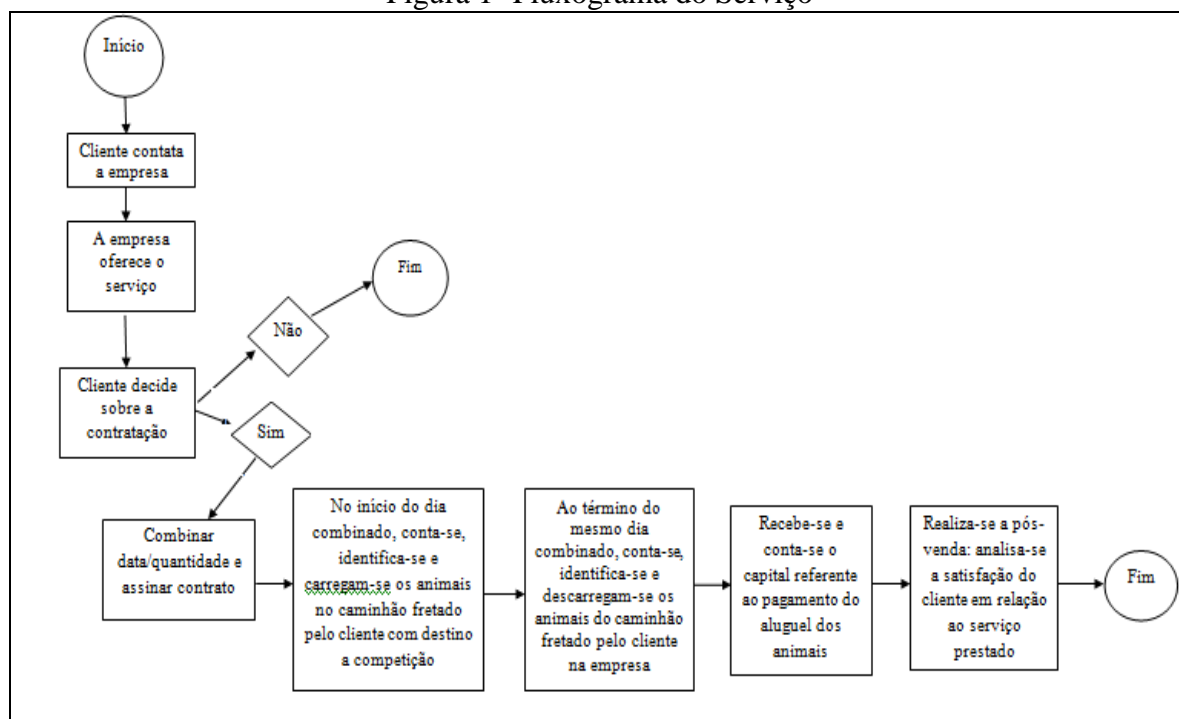 Figura 1- Fluxograma do Serviço
Início
Cliente contata
a empresa
A empresa
oferece o
serviço
Cliente decide
sobre a
contratação
Não
Fim
Sim
Combinar
data/quantidade e
assinar contrato
No início do dia
combinado, conta-se,
identifica-se e
carregam-se os animais
no caminhão fretado
pelo cliente com destino
a competição
Ao término do
mesmo dia
combinado, conta-se,
identifica-se e
descarregam-se os
animais do caminhão
fretado pelo cliente
na empresa
Recebe-se e
conta-se o
capital referente
ao pagamento do
aluguel dos
animais
Realiza-se a pós-
venda: analisa-se
a satisfação do
cliente em relação
ao serviço
prestado
Fim